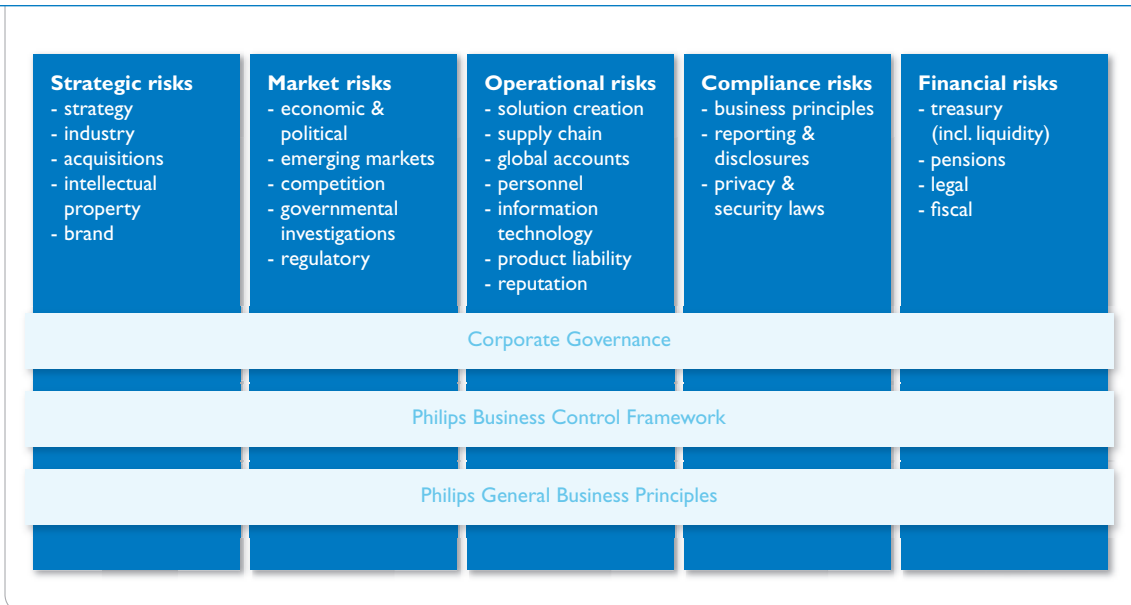 Strategic risks
- strategy
- industry
- acquisitions
- intellectual
property
- brand
Market risks
- economic &
political
- emerging markets
- competition
- governmental
investigations
- regulatory
Operational risks
- solution creation
- supply chain
- global accounts
- personnel
- information
technology
- product liability
- reputation
Compliance risks
- business principles
- reporting &
disclosures
- privacy &
security laws
Financial risks
- treasury
(incl. liquidity)
- pensions
- legal
- fiscal
Corporate Governance
Philips Business Control Framework
Philips General Business Principles